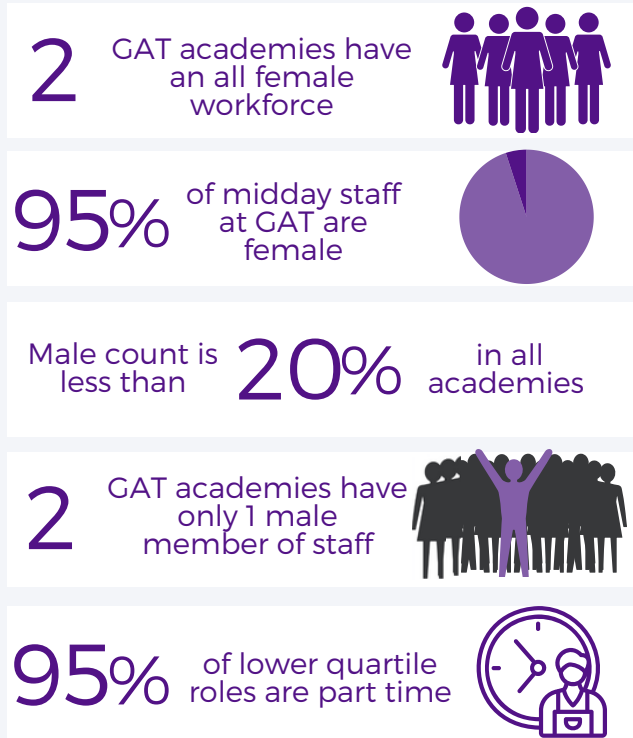 2
GAT academies have
an all female
workforce
95%
of midday staff
at GAT are
female
Male count is
less than
20%
in all
academies
2
GAT academies have
only 1 male
member of staff
95%
of lower quartile
roles are part time